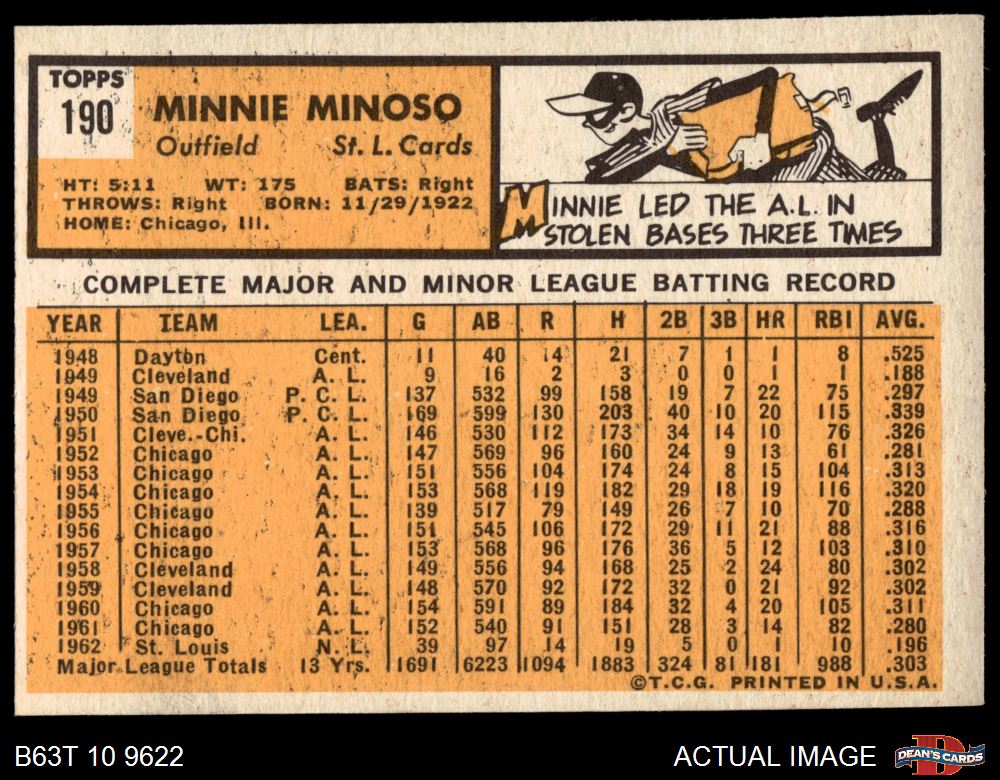 TOPPS
190
MINNIE MINOSO
Outfield St. L. Cards
HT: 5:11 WT: 175 BATS: Right
THROWS: Right BORN: 11/29/1922
HOME: Chicago, Ill.
MINNIE LED THE A.L. IN
STOLEN BASES THREE TIMES
COMPLETE MAJOR AND MINOR LEAGUE BATTING RECORD
YEAR TEAM LEA. G AB R H 2B 3B HR RBI AVG.
1948 Dayton Cent. 11 40 14 21 7 1 1 8 .525
1949 Cleveland A. L. 9 16 2 3 0 0 1 1 .188
1949 San Diego P. C. L. 137 532 99 158 19 7 22 75 .297
1950 San Diego P. C. L. 169 599 130 203 40 10 20 115 .339
1951 Cleve.-Chi. A. L. 146 530 112 173 34 14 10 76 .326
1952 Chicago A. L. 147 569 96 160 24 9 13 61 .281
1953 Chicago A. L. 151 556 104 174 24 8 15 104 .313
1954 Chicago A. L. 153 568 119 182 29 18 19 116 .320
1955 Chicago A. L. 139 517 79 149 26 7 10 70 .288
1956 Chicago A. L. 151 545 106 172 29 11 21 88 .316
1957 Chicago A. L. 153 568 96 176 36 5 12 103 .310
1958 Cleveland A. L. 149 556 94 168 25 2 24 80 .302
1959 Cleveland A. L. 148 570 92 172 32 0 21 92 .302
1960 Chicago A. L. 154 591 89 184 32 4 20 105 .311
1961 Chicago A. L. 152 540 91 151 28 3 14 82 .280
1962 St. Louis N. L. 39 97 14 19 5 0 1 10 .196
Major League Totals 13 Yrs. 1691 6223 1094 1883 324 81 181 988 .303
©T.C.G. PRINTED IN U.S.A.
B63T 10 9622 ACTUAL IMAGE
DEAN'S CARDS